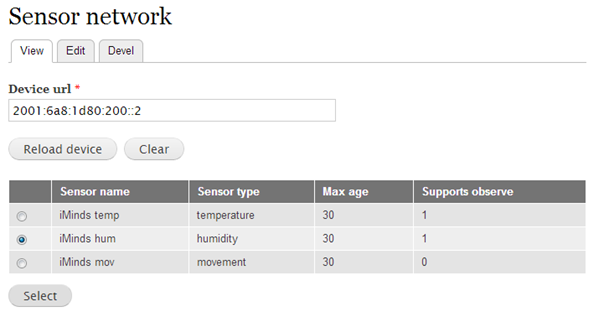 Sensor network
View Edit Devel
Device url *
2001:6a8:1d80:200::2
Reload device Clear
Sensor name Sensor type Max age Supports observe
iMinds temp temperature 30 1
iMinds hum humidity 30 1
iMinds mov movement 30 0
Select